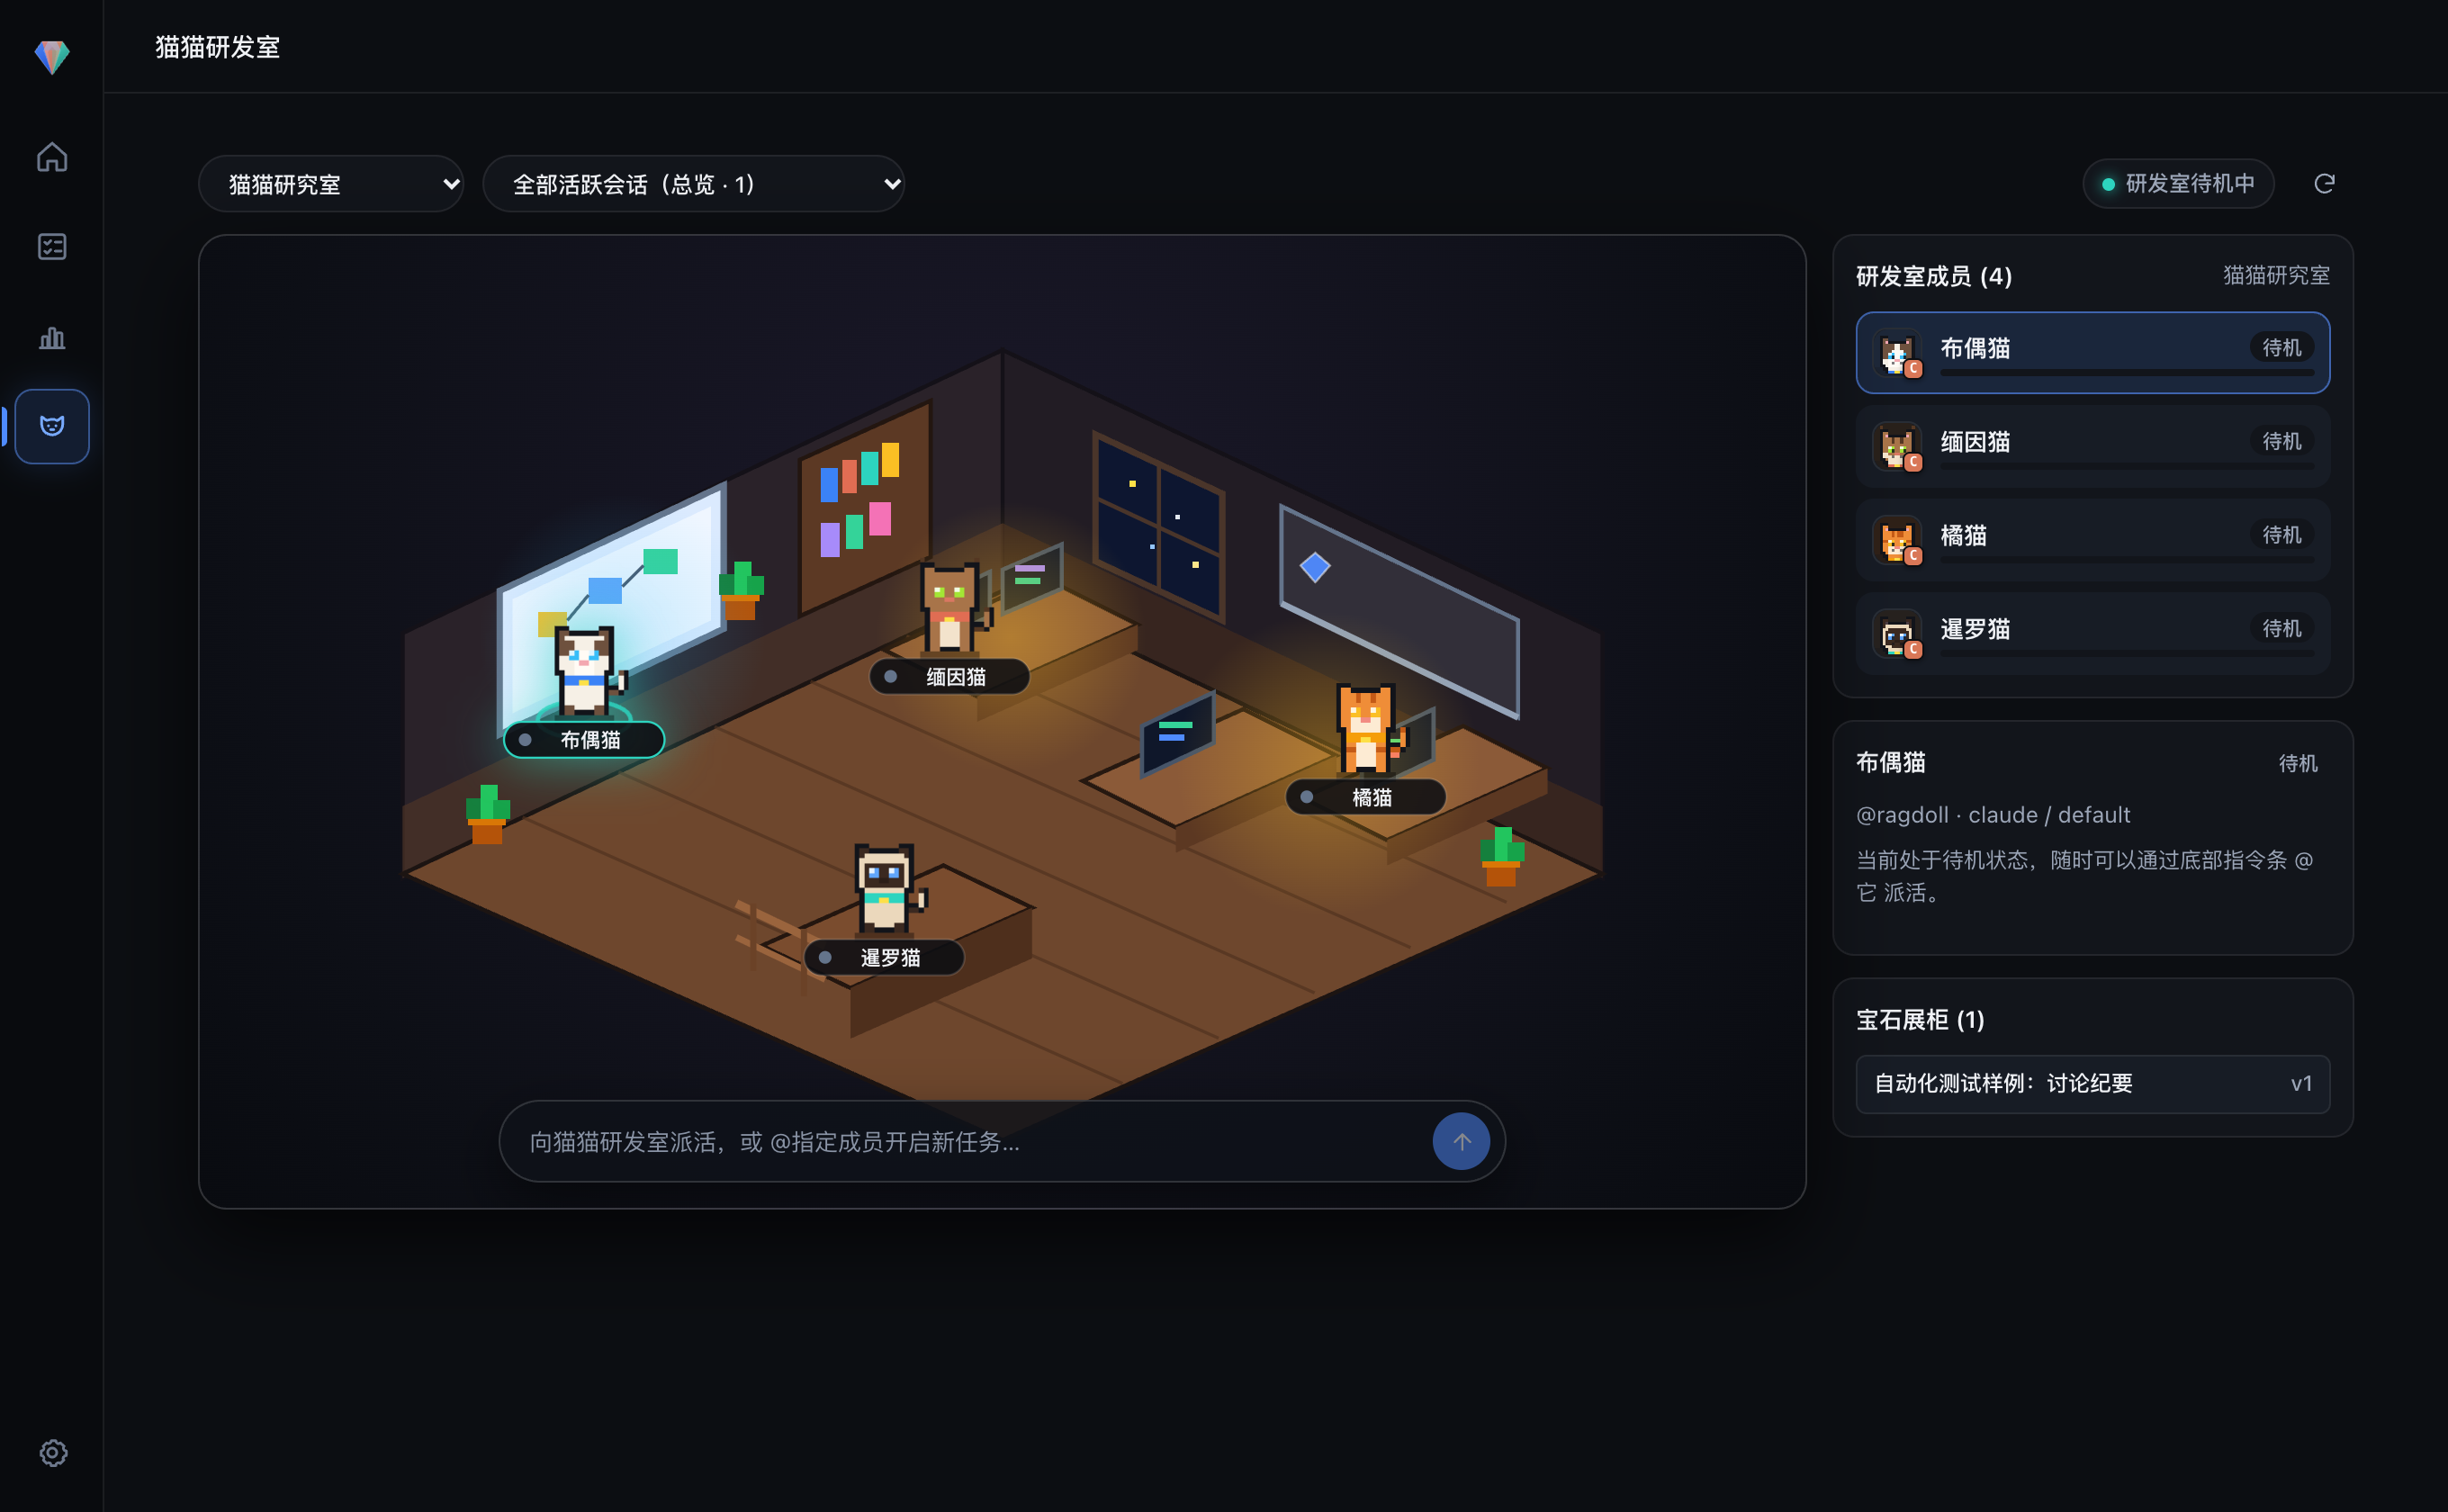 猫猫研发室
猫猫研究室
全部活跃会话（总览 · 1）
研发室待机中
布偶猫
缅因猫
橘猫
暹罗猫
向猫猫研发室派活，或 @指定成员开启新任务...
研发室成员 (4)
猫猫研究室
C
布偶猫
待机
C
缅因猫
待机
C
橘猫
待机
C
暹罗猫
待机
布偶猫
待机
@ragdoll · claude / default
当前处于待机状态，随时可以通过底部指令条 @
它 派活。
宝石展柜 (1)
自动化测试样例：讨论纪要
v1